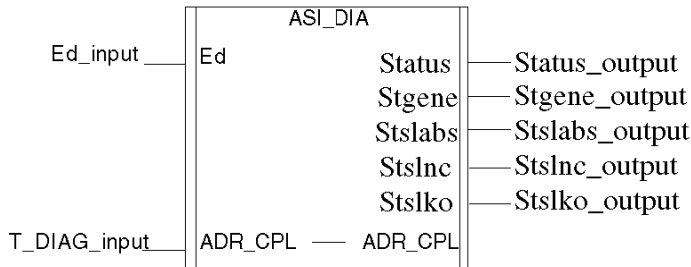 ASI_DIA
Ed_input Ed Status Status_output
Stgene Stgene_output
Stslabs Stslabs_output
Stslnc Stslnc_output
Stslko Stslko_output
T_DIAG_input ADR_CPL ADR_CPL